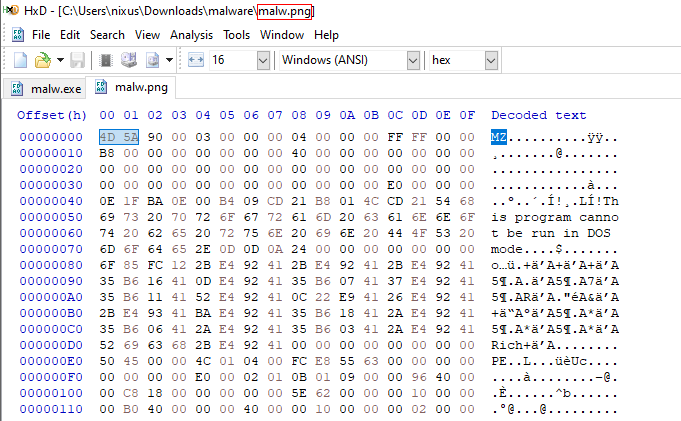 HxD - [C:\Users\nixus\Downloads\malware\malw.png]
File Edit Search View Analysis Tools Window Help
16 Windows (ANSI) hex
malw.exe malw.png
Offset(h) 00 01 02 03 04 05 06 07 08 09 0A 0B 0C 0D 0E 0F Decoded text
00000000 4D 5A 90 00 03 00 00 00 04 00 00 00 FF FF 00 00 MZ..........ÿÿ..
00000010 B8 00 00 00 00 00 00 00 40 00 00 00 00 00 00 00 ¸.......@.......
00000020 00 00 00 00 00 00 00 00 00 00 00 00 00 00 00 00 ................
00000030 00 00 00 00 00 00 00 00 00 00 00 00 E0 00 00 00 ............à...
00000040 0E 1F BA 0E 00 B4 09 CD 21 B8 01 4C CD 21 54 68 ..º..´.Í!¸.LÍ!Th
00000050 69 73 20 70 72 6F 67 72 61 6D 20 63 61 6E 6E 6F is program canno
00000060 74 20 62 65 20 72 75 6E 20 69 6E 20 44 4F 53 20 t be run in DOS
00000070 6D 6F 64 65 2E 0D 0D 0A 24 00 00 00 00 00 00 00 mode....$.......
00000080 6F 85 FC 12 2B E4 92 41 2B E4 92 41 2B E4 92 41 o…ü.+ä’A+ä’A+ä’A
00000090 35 B6 16 41 0D E4 92 41 35 B6 07 41 37 E4 92 41 5¶.A.ä’A5¶.A7ä’A
000000A0 35 B6 11 41 52 E4 92 41 0C 22 E9 41 26 E4 92 41 5¶.ARä’A."éA&ä’A
000000B0 2B E4 93 41 BA E4 92 41 35 B6 18 41 2A E4 92 41 +ä“Aºä’A5¶.A*ä’A
000000C0 35 B6 06 41 2A E4 92 41 35 B6 03 41 2A E4 92 41 5¶.A*ä’A5¶.A*ä’A
000000D0 52 69 63 68 2B E4 92 41 00 00 00 00 00 00 00 00 Rich+ä’A........
000000E0 50 45 00 00 4C 01 04 00 FC E8 55 63 00 00 00 00 PE..L...üèUc....
000000F0 00 00 00 00 E0 00 02 01 0B 01 09 00 00 96 40 00 ....à........–@.
00000100 00 C8 18 00 00 00 00 00 5E 62 00 00 00 10 00 00 .È......^b......
00000110 00 B0 40 00 00 00 40 00 00 10 00 00 00 02 00 00 .°@...@.........